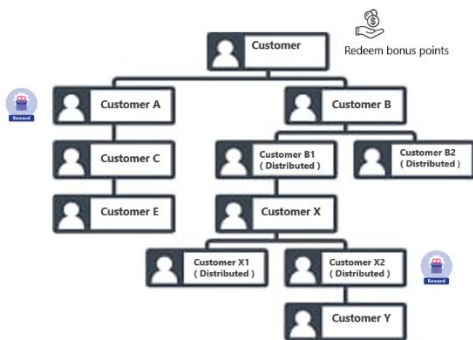 Customer
Redeem bonus points
Customer A
Customer B
Reward
Customer C
Customer B1
( Distributed )
Customer B2
( Distributed )
Customer E
Customer X
Customer X1
( Distributed )
Customer X2
( Distributed )
Reward
Customer Y